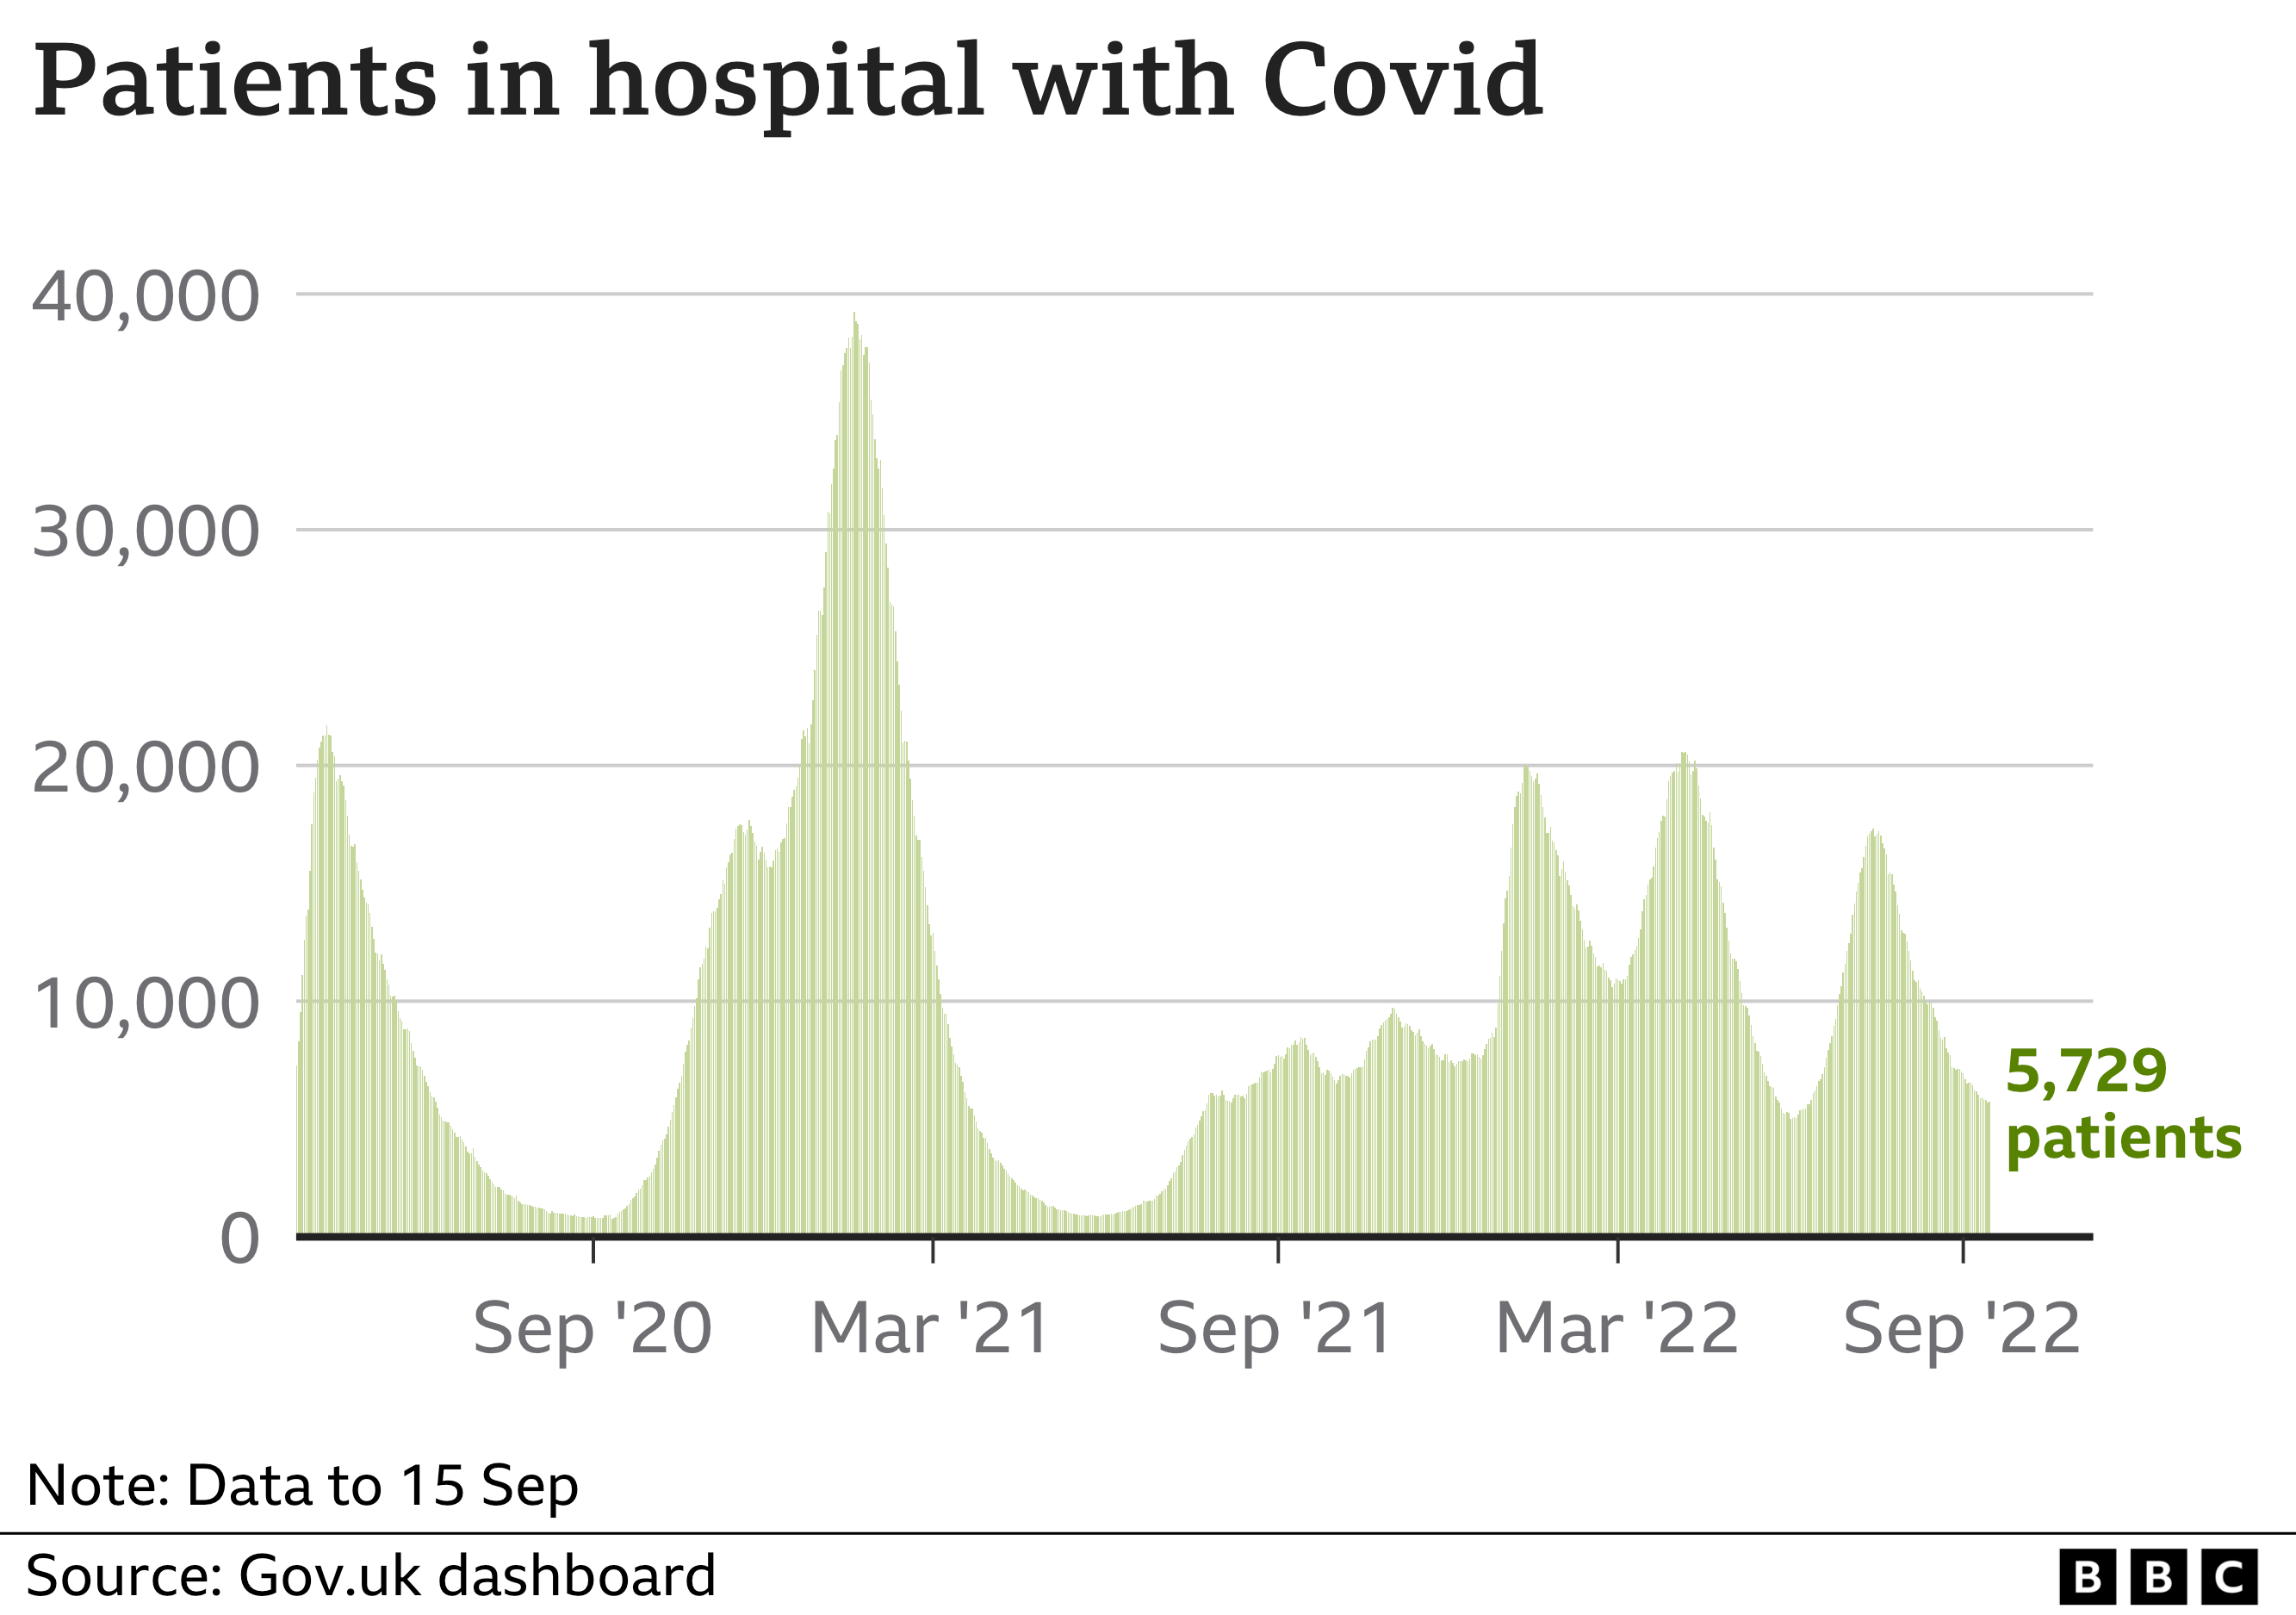 Patients in hospital with Covid
40,000
30,000
20,000
10,000
0
5,729
patients
Sep '20 Mar '21 Sep '21 Mar '22 Sep '22
Note: Data to 15 Sep
Source: Gov.uk dashboard
BBC